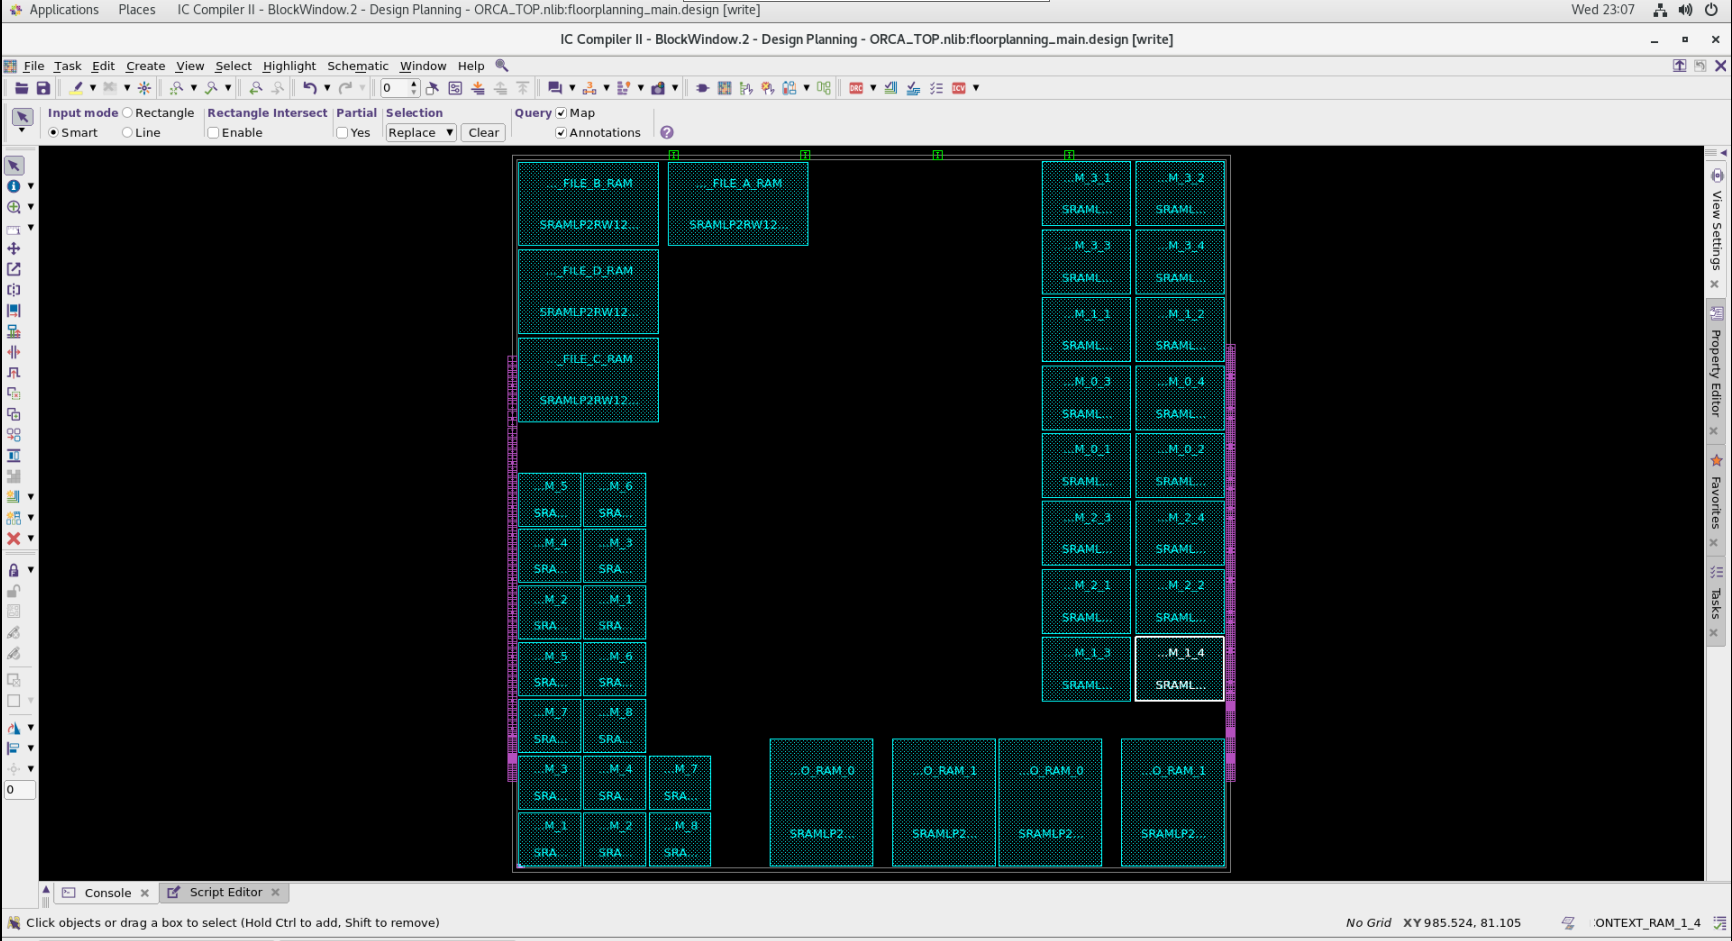 Applications Places IC Compiler II - BlockWindow.2 - Design Planning - ORCA_TOP.nlib:floorplanning_main.design [write] Wed 23:07
IC Compiler II - BlockWindow.2 - Design Planning - ORCA_TOP.nlib:floorplanning_main.design [write]
File Task Edit Create View Select Highlight Schematic Window Help
0 DRC ICV
Input mode Rectangle Rectangle Intersect Partial Selection Query Map
Smart Line Enable Yes Replace Clear Annotations
..._FILE_B_RAM ..._FILE_A_RAM ...M_3_1 ...M_3_2
SRAMLP2RW12... SRAMLP2RW12... SRAML... SRAML...
...M_3_3 ...M_3_4
..._FILE_D_RAM SRAML... SRAML...
SRAMLP2RW12... ...M_1_1 ...M_1_2
SRAML... SRAML...
..._FILE_C_RAM ...M_0_3 ...M_0_4
SRAMLP2RW12... SRAML... SRAML...
...M_0_1 ...M_0_2
...M_5 ...M_6 SRAML... SRAML...
SRA... SRA... ...M_2_3 ...M_2_4
...M_4 ...M_3 SRAML... SRAML...
SRA... SRA... ...M_2_1 ...M_2_2
...M_2 ...M_1 SRAML... SRAML...
SRA... SRA... ...M_1_3 ...M_1_4
...M_5 ...M_6 SRAML... SRAML...
SRA... SRA...
...M_7 ...M_8
SRA... SRA...
...M_3 ...M_4 ...M_7 ...O_RAM_0 ...O_RAM_1 ...O_RAM_0 ...O_RAM_1
SRA... SRA... SRA...
...M_1 ...M_2 ...M_8 SRAMLP2... SRAMLP2... SRAMLP2... SRAMLP2...
SRA... SRA... SRA...
View Settings
Property Editor
Favorites
Tasks
0
Console Script Editor
Click objects or drag a box to select (Hold Ctrl to add, Shift to remove) No Grid XY 985.524, 81.105 ONTEXT_RAM_1_4